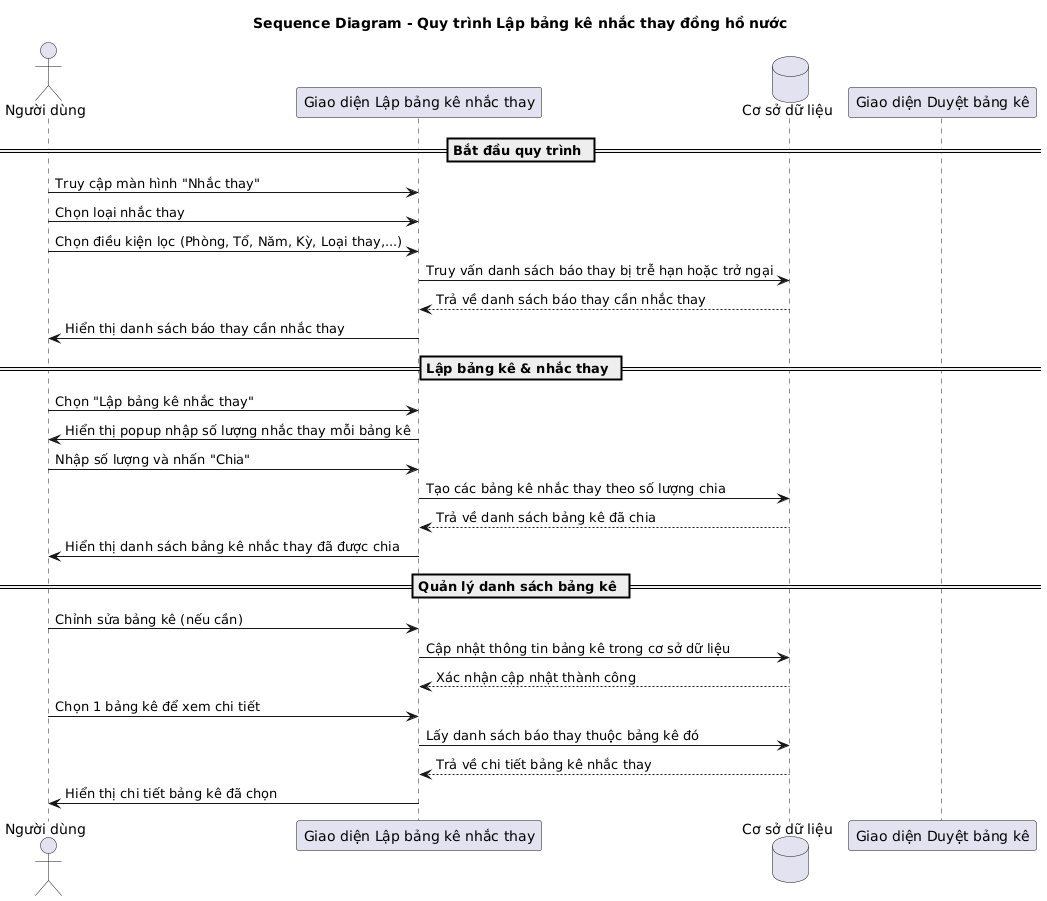 Sequence Diagram - Quy trình Lập bảng kê nhắc thay đồng hồ nước
Người dùng
Giao diện Lập bảng kê nhắc thay
Cơ sở dữ liệu
Giao diện Duyệt bảng kê
Bắt đầu quy trình
Truy cập màn hình "Nhắc thay"
Chọn loại nhắc thay
Chọn điều kiện lọc (Phòng, Tổ, Năm, Kỳ, Loại thay,...)
Truy vấn danh sách báo thay bị trễ hạn hoặc trở ngại
Trả về danh sách báo thay cần nhắc thay
Hiển thị danh sách báo thay cần nhắc thay
Lập bảng kê & nhắc thay
Chọn "Lập bảng kê nhắc thay"
Hiển thị popup nhập số lượng nhắc thay mỗi bảng kê
Nhập số lượng và nhấn "Chia"
Tạo các bảng kê nhắc thay theo số lượng chia
Trả về danh sách bảng kê đã chia
Hiển thị danh sách bảng kê nhắc thay đã được chia
Quản lý danh sách bảng kê
Chỉnh sửa bảng kê (nếu cần)
Cập nhật thông tin bảng kê trong cơ sở dữ liệu
Xác nhận cập nhật thành công
Chọn 1 bảng kê để xem chi tiết
Lấy danh sách báo thay thuộc bảng kê đó
Trả về chi tiết bảng kê nhắc thay
Hiển thị chi tiết bảng kê đã chọn
Người dùng
Giao diện Lập bảng kê nhắc thay
Cơ sở dữ liệu
Giao diện Duyệt bảng kê